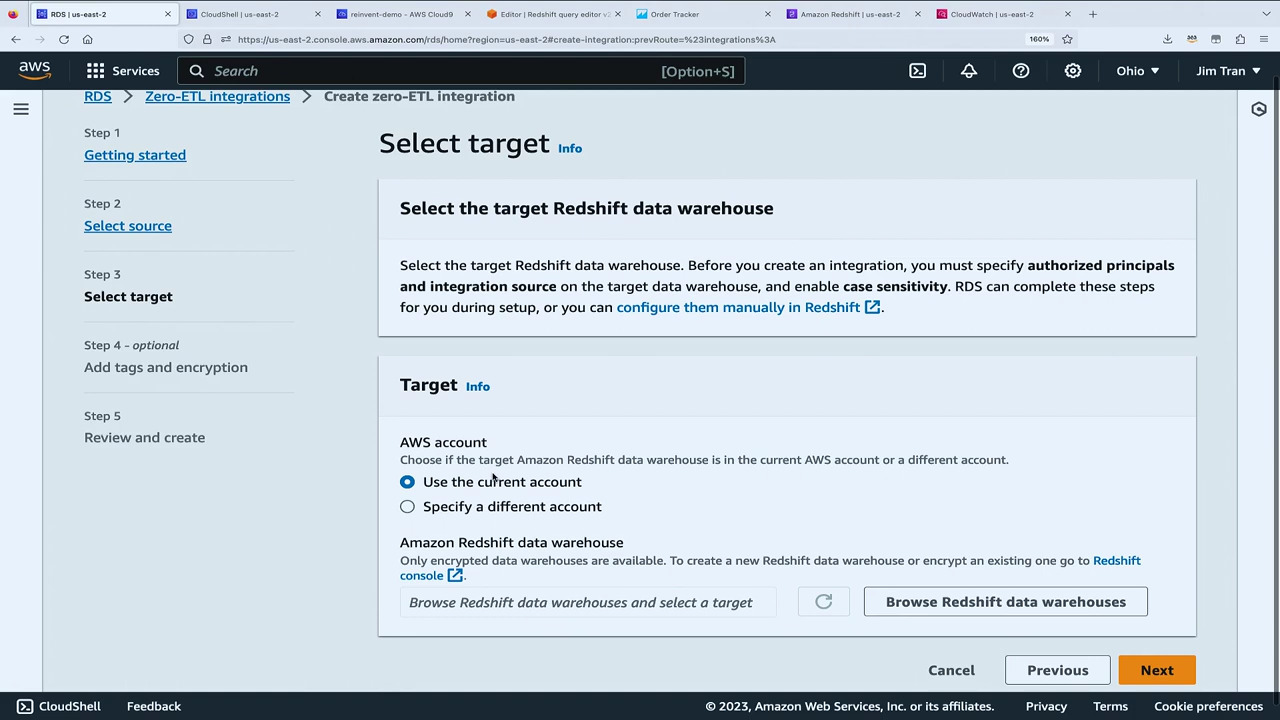 RDS | us-east-2
CloudShell | us-east-2
reinvent-demo - AWS Cloud9
Editor | Redshift query editor v2
Order Tracker
Amazon Redshift | us-east-2
CloudWatch | us-east-2
https://us-east-2.console.aws.amazon.com/rds/home?region=us-east-2#create-integration:prevRoute=%23integrations%3A
160%
aws
Services
Search
[Option+S]
Ohio
Jim Tran
RDS
Zero-ETL integrations
Create zero-ETL integration
Step 1
Getting started
Step 2
Select source
Step 3
Select target
Step 4 - optional
Add tags and encryption
Step 5
Review and create
Select target Info
Select the target Redshift data warehouse
Select the target Redshift data warehouse. Before you create an integration, you must specify authorized principals
and integration source on the target data warehouse, and enable case sensitivity. RDS can complete these steps
for you during setup, or you can configure them manually in Redshift.
Target Info
AWS account
Choose if the target Amazon Redshift data warehouse is in the current AWS account or a different account.
Use the current account
Specify a different account
Amazon Redshift data warehouse
Only encrypted data warehouses are available. To create a new Redshift data warehouse or encrypt an existing one go to Redshift
console.
Browse Redshift data warehouses and select a target
Browse Redshift data warehouses
Cancel
Previous
Next
CloudShell
Feedback
© 2023, Amazon Web Services, Inc. or its affiliates.
Privacy
Terms
Cookie preferences